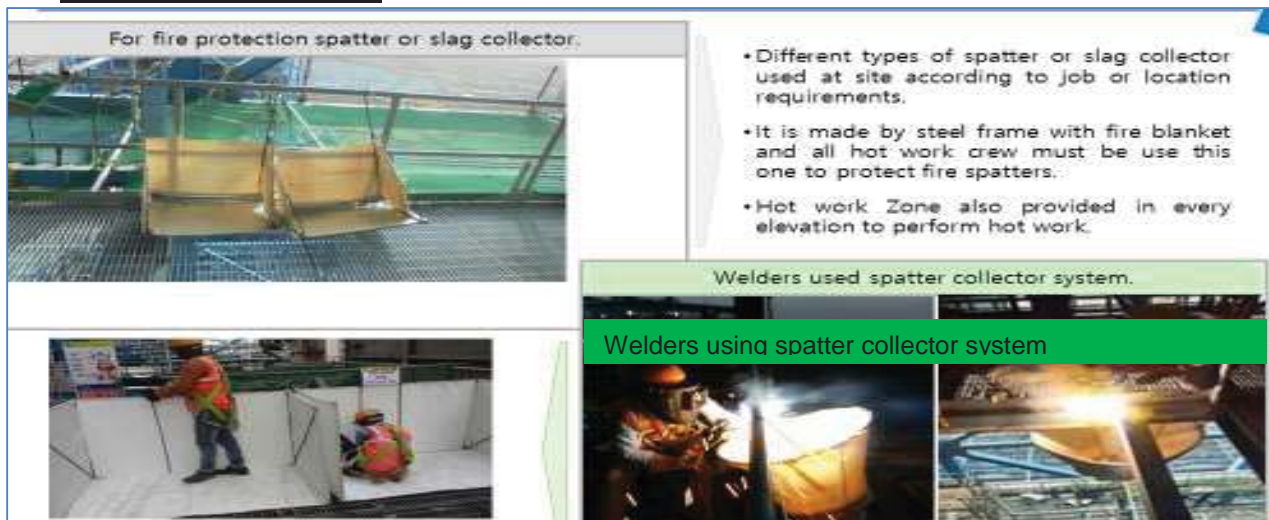 For fire protection spatter or slag collector.
•Different types of spatter or slag collector
used at site according to job or location
requirements.
•It is made by steel frame with fire blanket
and all hot work crew must be use this
one to protect fire spatters.
•Hot work Zone also provided in every
elevation to perform hot work.
Welders used spatter collector system.
Welders using spatter collector system